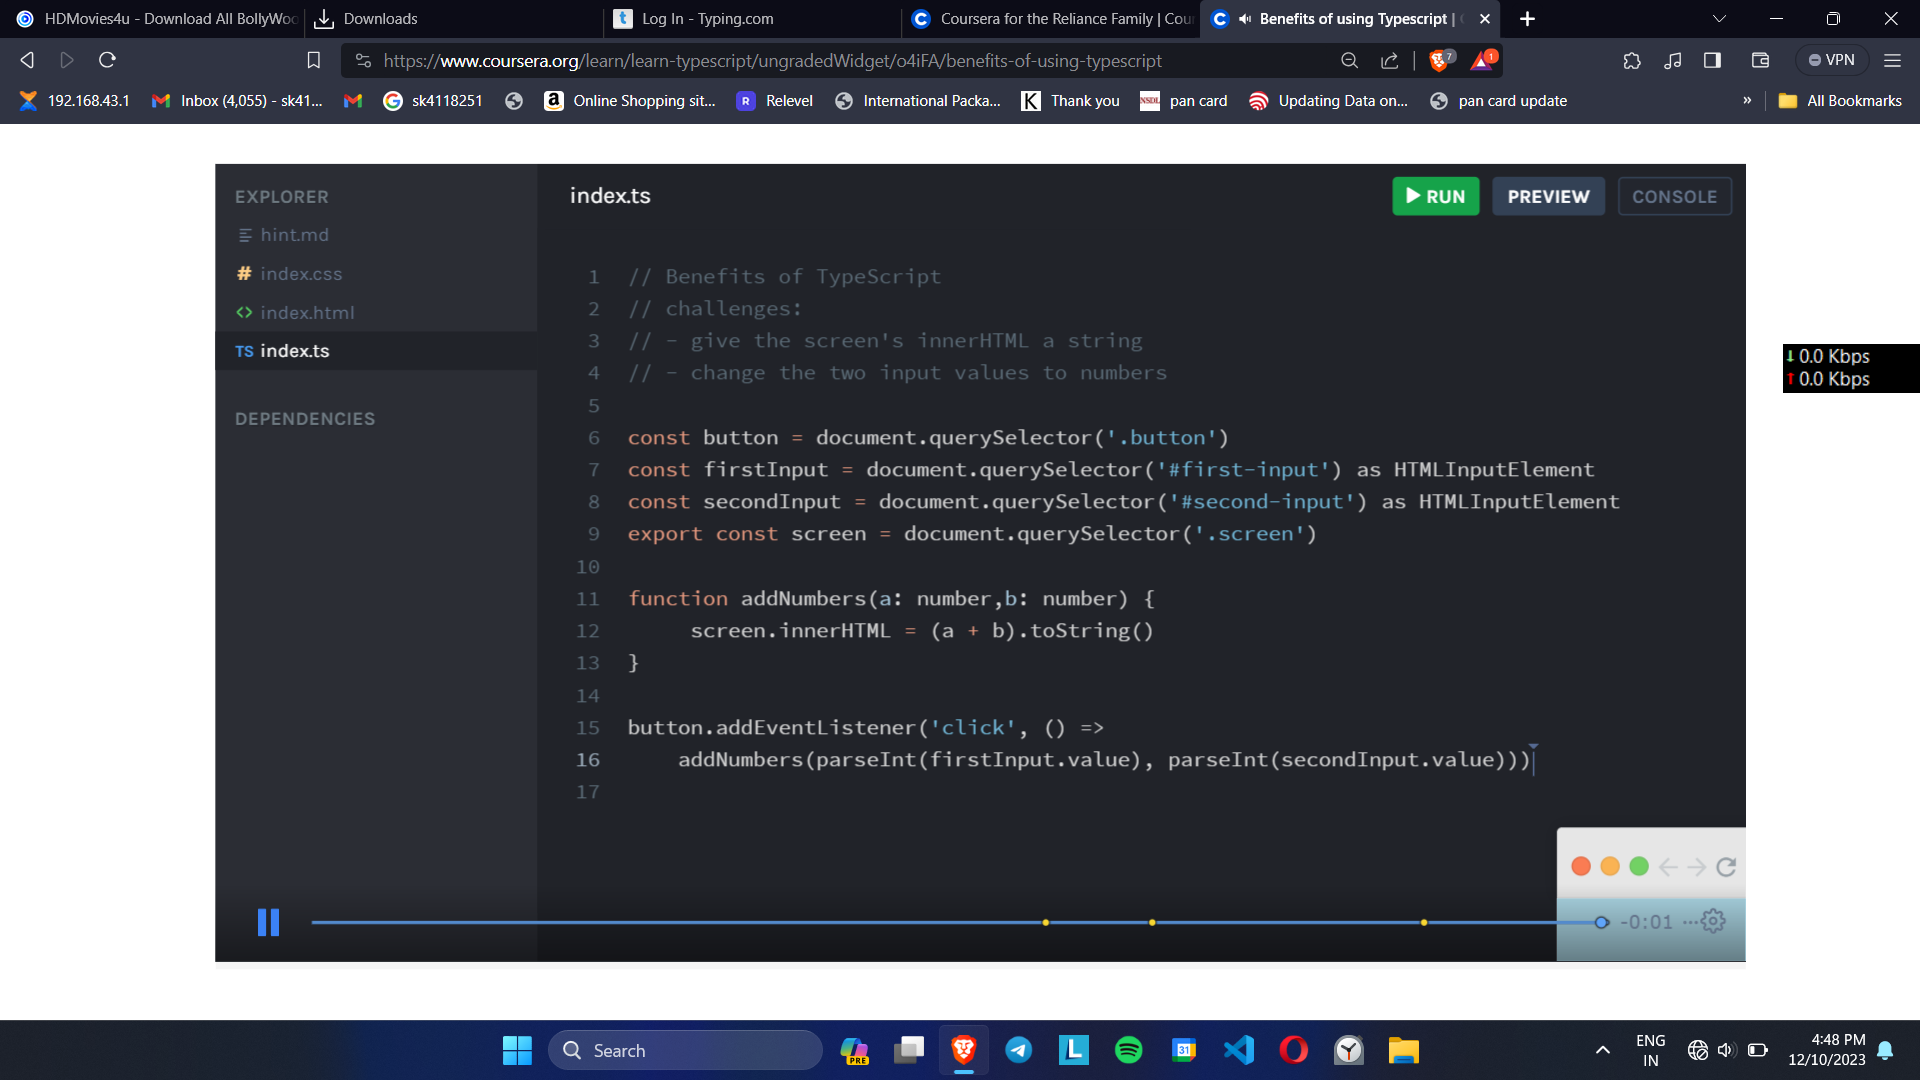 HDMovies4u - Download All BollyWoo
Downloads
Log In - Typing.com
Coursera for the Reliance Family | Cour
Benefits of using Typescript |
https://www.coursera.org/learn/learn-typescript/ungradedWidget/o4iFA/benefits-of-using-typescript
7
1
VPN
192.168.43.1
Inbox (4,055) - sk41...
sk4118251
Online Shopping sit...
Relevel
International Packa...
Thank you
pan card
Updating Data on...
pan card update
»
All Bookmarks
EXPLORER
hint.md
index.css
index.html
TS index.ts
DEPENDENCIES
index.ts
RUN
PREVIEW
CONSOLE
1 // Benefits of TypeScript
2 // challenges:
3 // - give the screen's innerHTML a string
4 // - change the two input values to numbers
5
6 const button = document.querySelector('.button')
7 const firstInput = document.querySelector('#first-input') as HTMLInputElement
8 const secondInput = document.querySelector('#second-input') as HTMLInputElement
9 export const screen = document.querySelector('.screen')
10
11 function addNumbers(a: number,b: number) {
12 screen.innerHTML = (a + b).toString()
13 }
14
15 button.addEventListener('click', () =>
16 addNumbers(parseInt(firstInput.value), parseInt(secondInput.value)))
17
0.0 Kbps
0.0 Kbps
-0:01
Search
PRE
31
ENG
IN
4:48 PM
12/10/2023